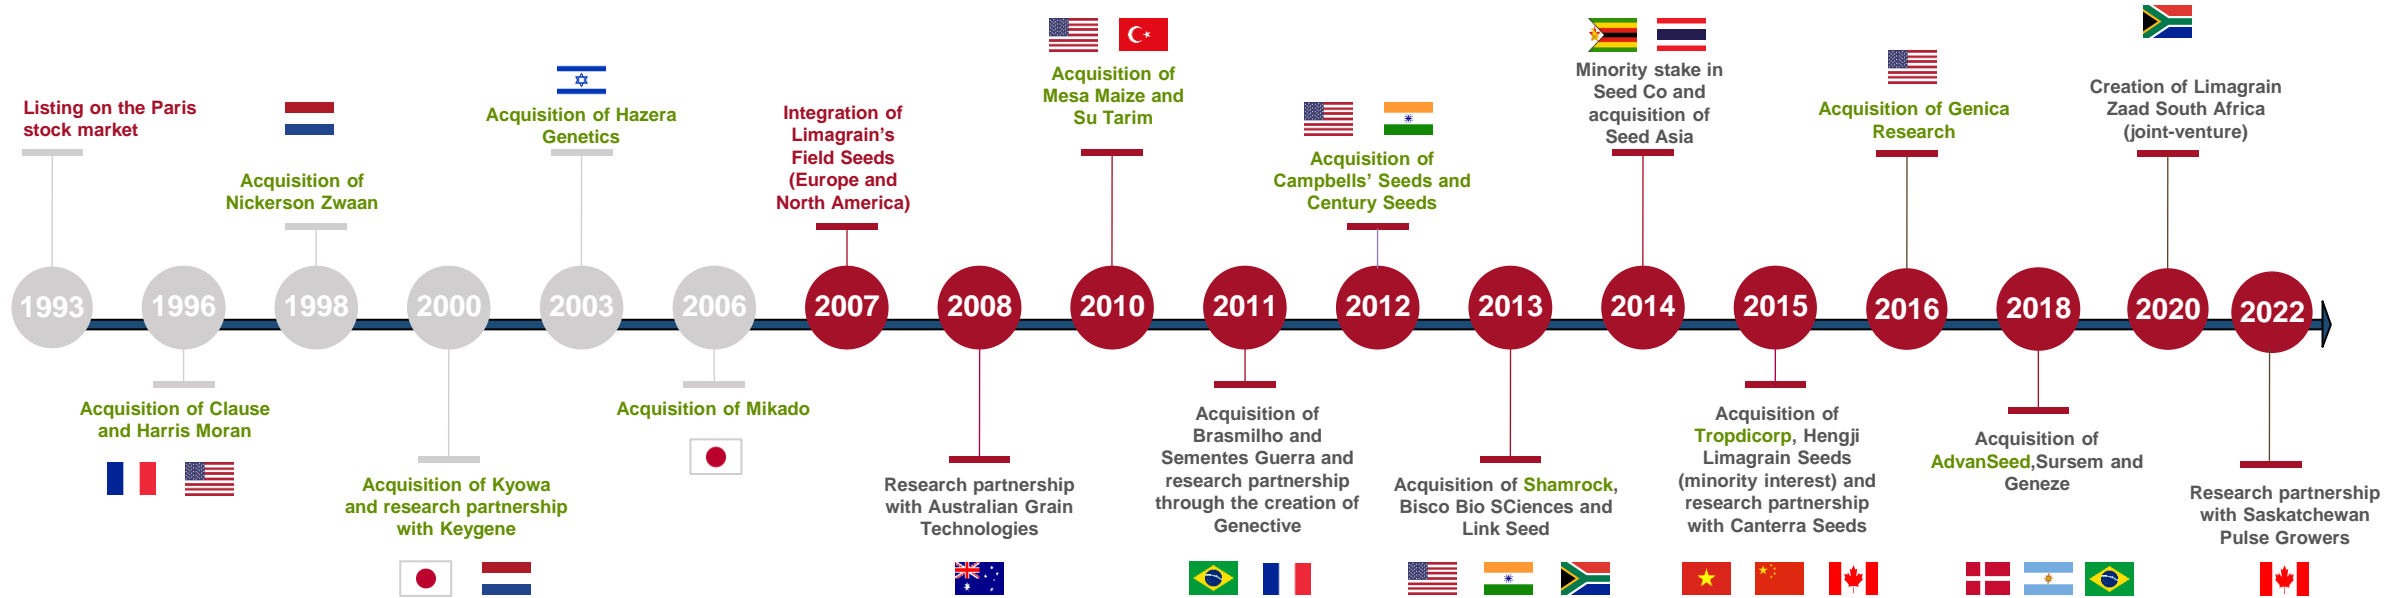 Listing on the Paris
stock market
Acquisition of
Nickerson Zwaan
Acquisition of Hazera
Genetics
Integration of
Limagrain's
Field Seeds
(Europe and
North America)
Acquisition of
Mesa Maize and
Su Tarim
Acquisition of
Campbells' Seeds and
Century Seeds
Minority stake in
Seed Co and
acquisition of
Seed Asia
Acquisition of Genica
Research
Creation of Limagrain
Zaad South Africa
(joint-venture)
1993
1996
1998
2000
2003
2006
2007
2008
2010
2011
2012
2013
2014
2015
2016
2018
2020
2022
Acquisition of Clause
and Harris Moran
Acquisition of Kyowa
and research partnership
with Keygene
Acquisition of Mikado
Research partnership
with Australian Grain
Technologies
Acquisition of
Brasmilho and
Sementes Guerra and
research partnership
through the creation of
Genective
Acquisition of Shamrock,
Bisco Bio SCiences and
Link Seed
Acquisition of
Tropdicorp, Hengji
Limagrain Seeds
(minority interest) and
research partnership
with Canterra Seeds
Acquisition of
AdvanSeed,Sursem and
Geneze
Research partnership
with Saskatchewan
Pulse Growers